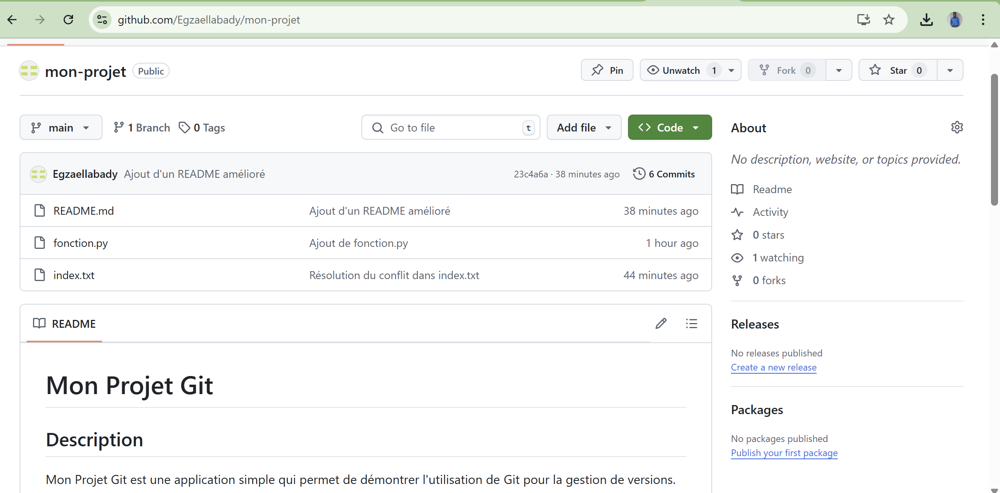 github.com/Egzaellabady/mon-projet
mon-projet Public
Pin
Unwatch 1
Fork 0
Star 0
main
1 Branch
0 Tags
Go to file t
Add file
Code
Egzaellabady Ajout d'un README amélioré 23c4a6a · 38 minutes ago 6 Commits
README.md Ajout d'un README amélioré 38 minutes ago
fonction.py Ajout de fonction.py 1 hour ago
index.txt Résolution du conflit dans index.txt 44 minutes ago
README
Mon Projet Git
Description
Mon Projet Git est une application simple qui permet de démontrer l'utilisation de Git pour la gestion de versions.
About
No description, website, or topics provided.
Readme
Activity
0 stars
1 watching
0 forks
Releases
No releases published
Create a new release
Packages
No packages published
Publish your first package